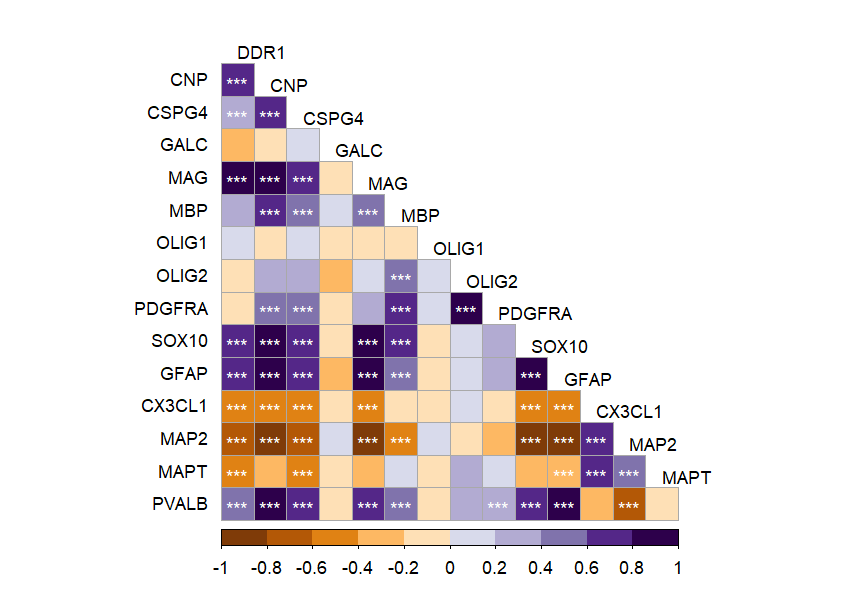 DDR1
CNP *** CNP
CSPG4 *** *** CSPG4
GALC GALC
MAG *** *** *** MAG
MBP *** *** *** MBP
OLIG1 OLIG1
OLIG2 *** OLIG2
PDGFRA *** *** *** *** PDGFRA
SOX10 *** *** *** *** *** SOX10
GFAP *** *** *** *** *** *** GFAP
CX3CL1 *** *** *** *** *** *** CX3CL1
MAP2 *** *** *** *** *** *** *** *** MAP2
MAPT *** *** *** *** *** MAPT
PVALB *** *** *** *** *** *** *** *** ***
-1 -0.8 -0.6 -0.4 -0.2 0 0.2 0.4 0.6 0.8 1